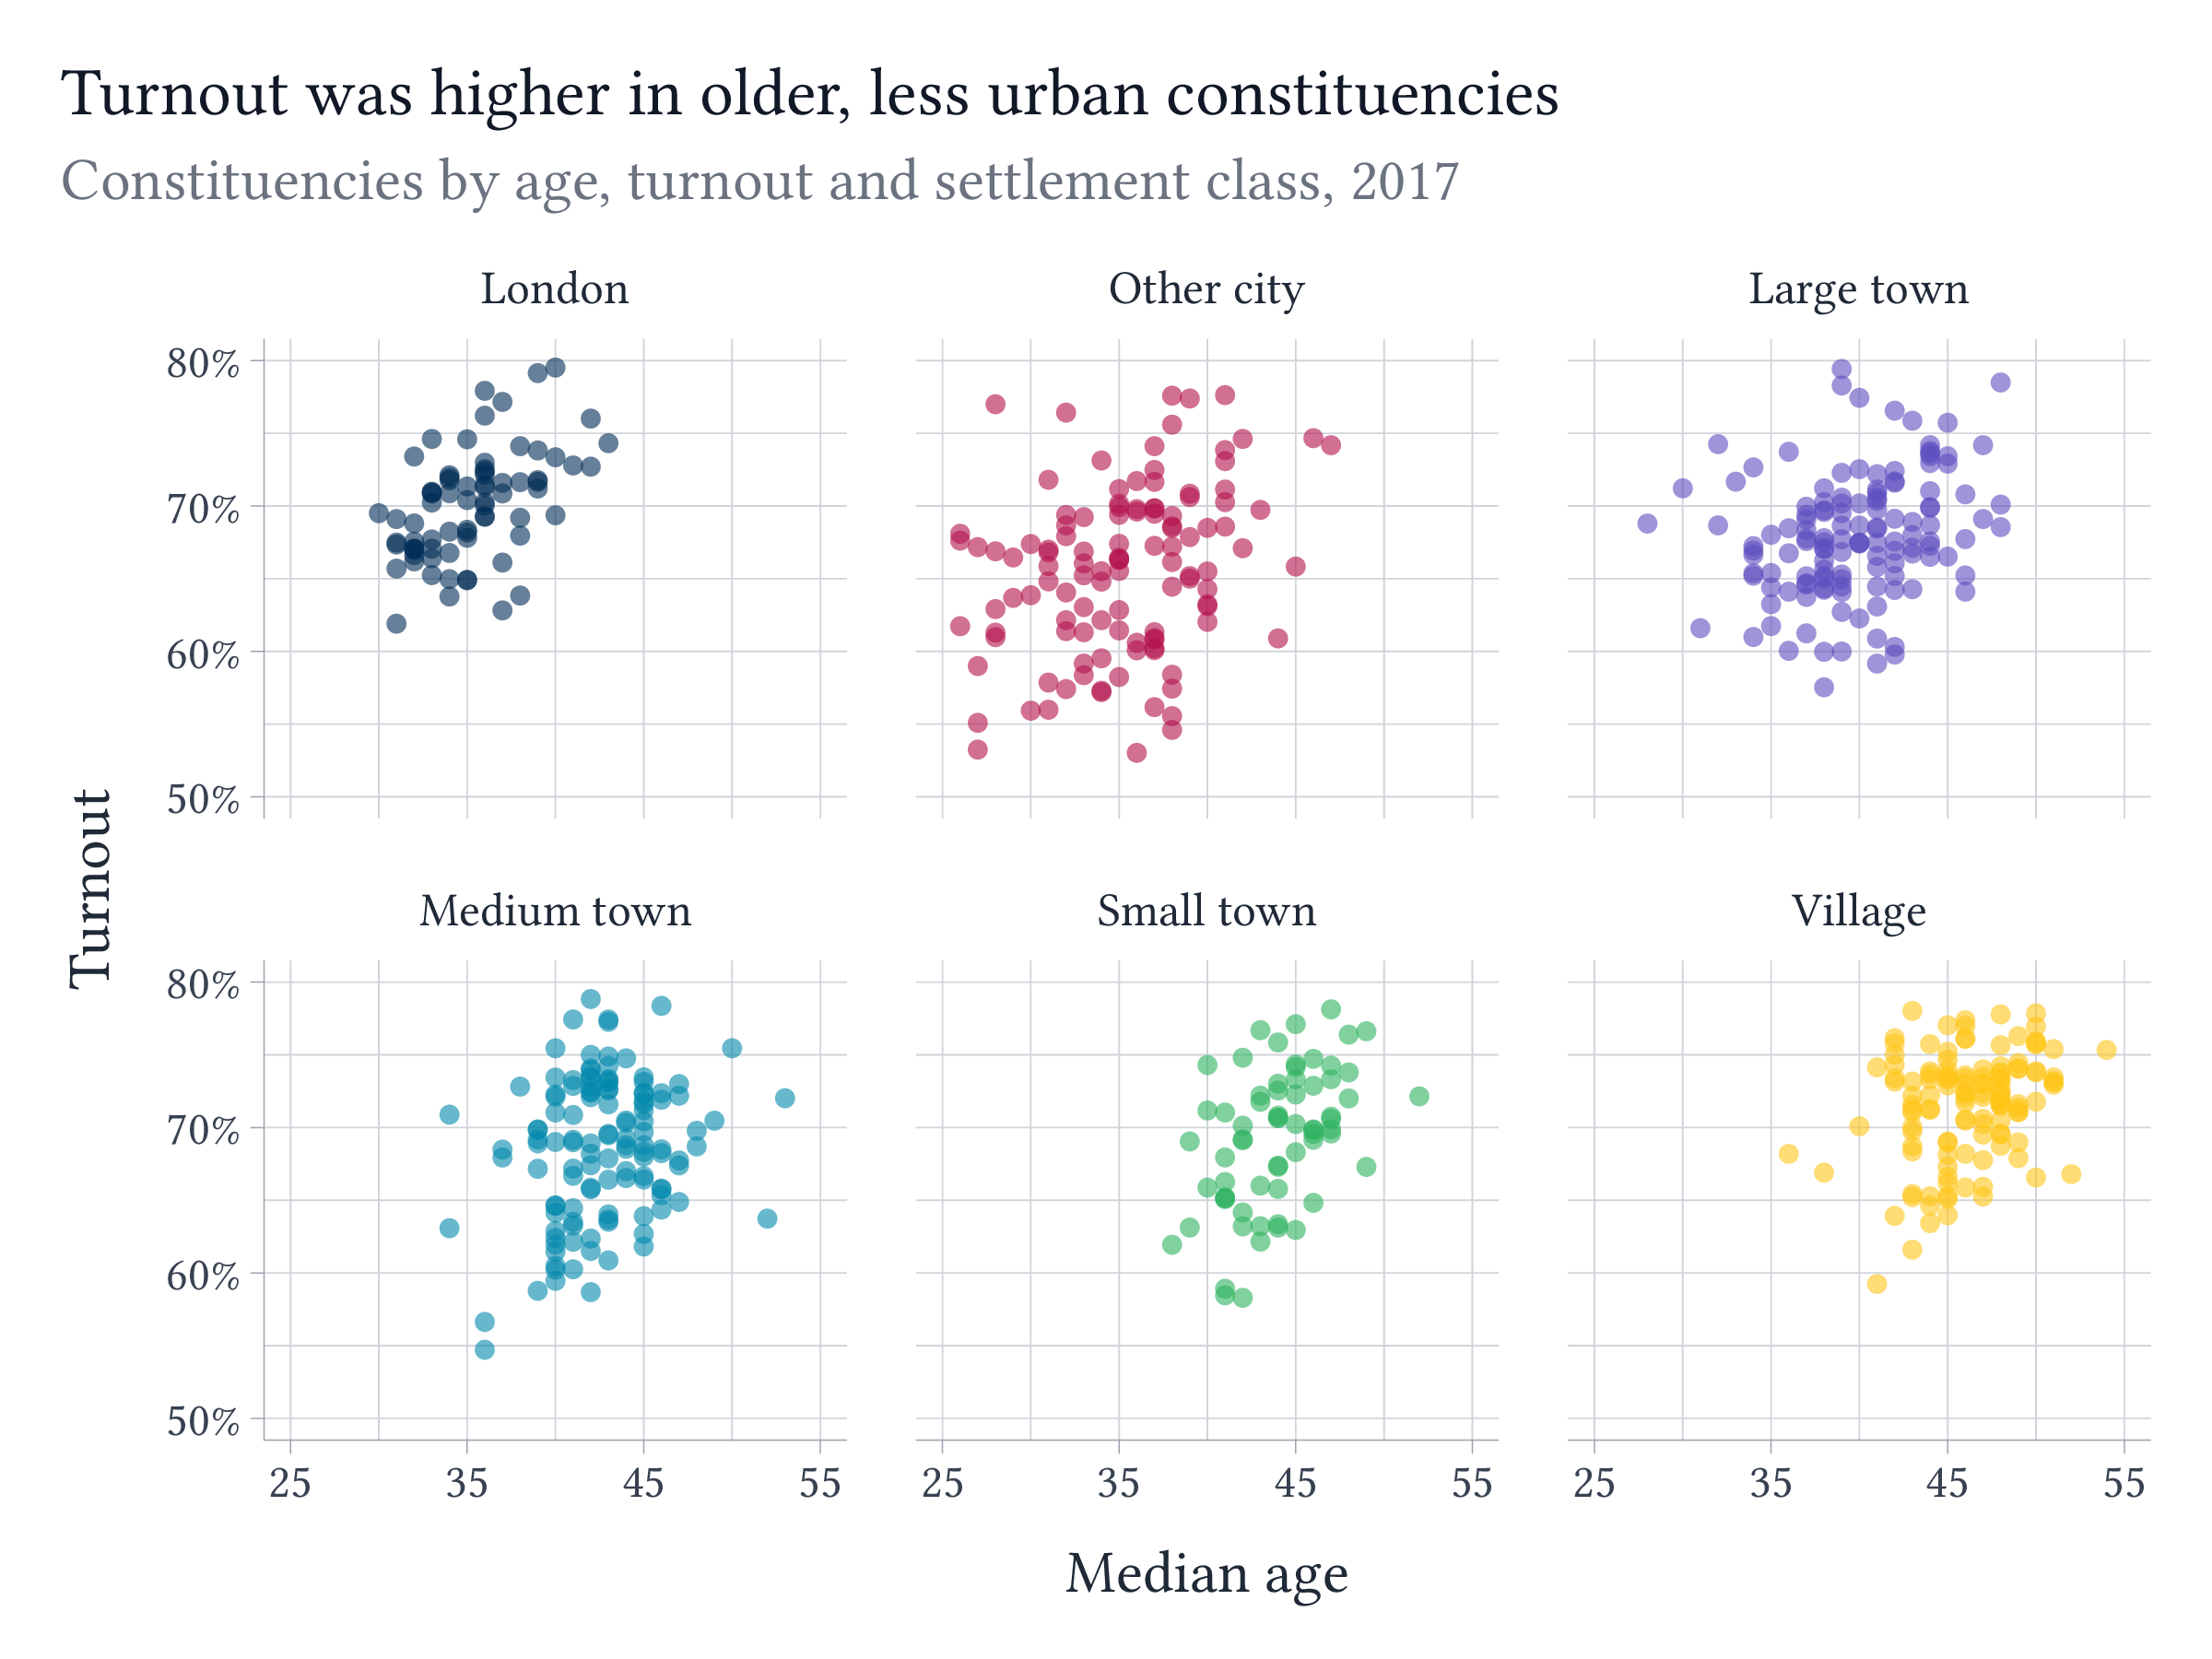 Turnout was higher in older, less urban constituencies
Constituencies by age, turnout and settlement class, 2017
London
Other city
Large town
80%
70%
60%
50%
Turnout
Medium town
Small town
Village
80%
70%
60%
50%
25 35 45 55 25 35 45 55 25 35 45 55
Median age